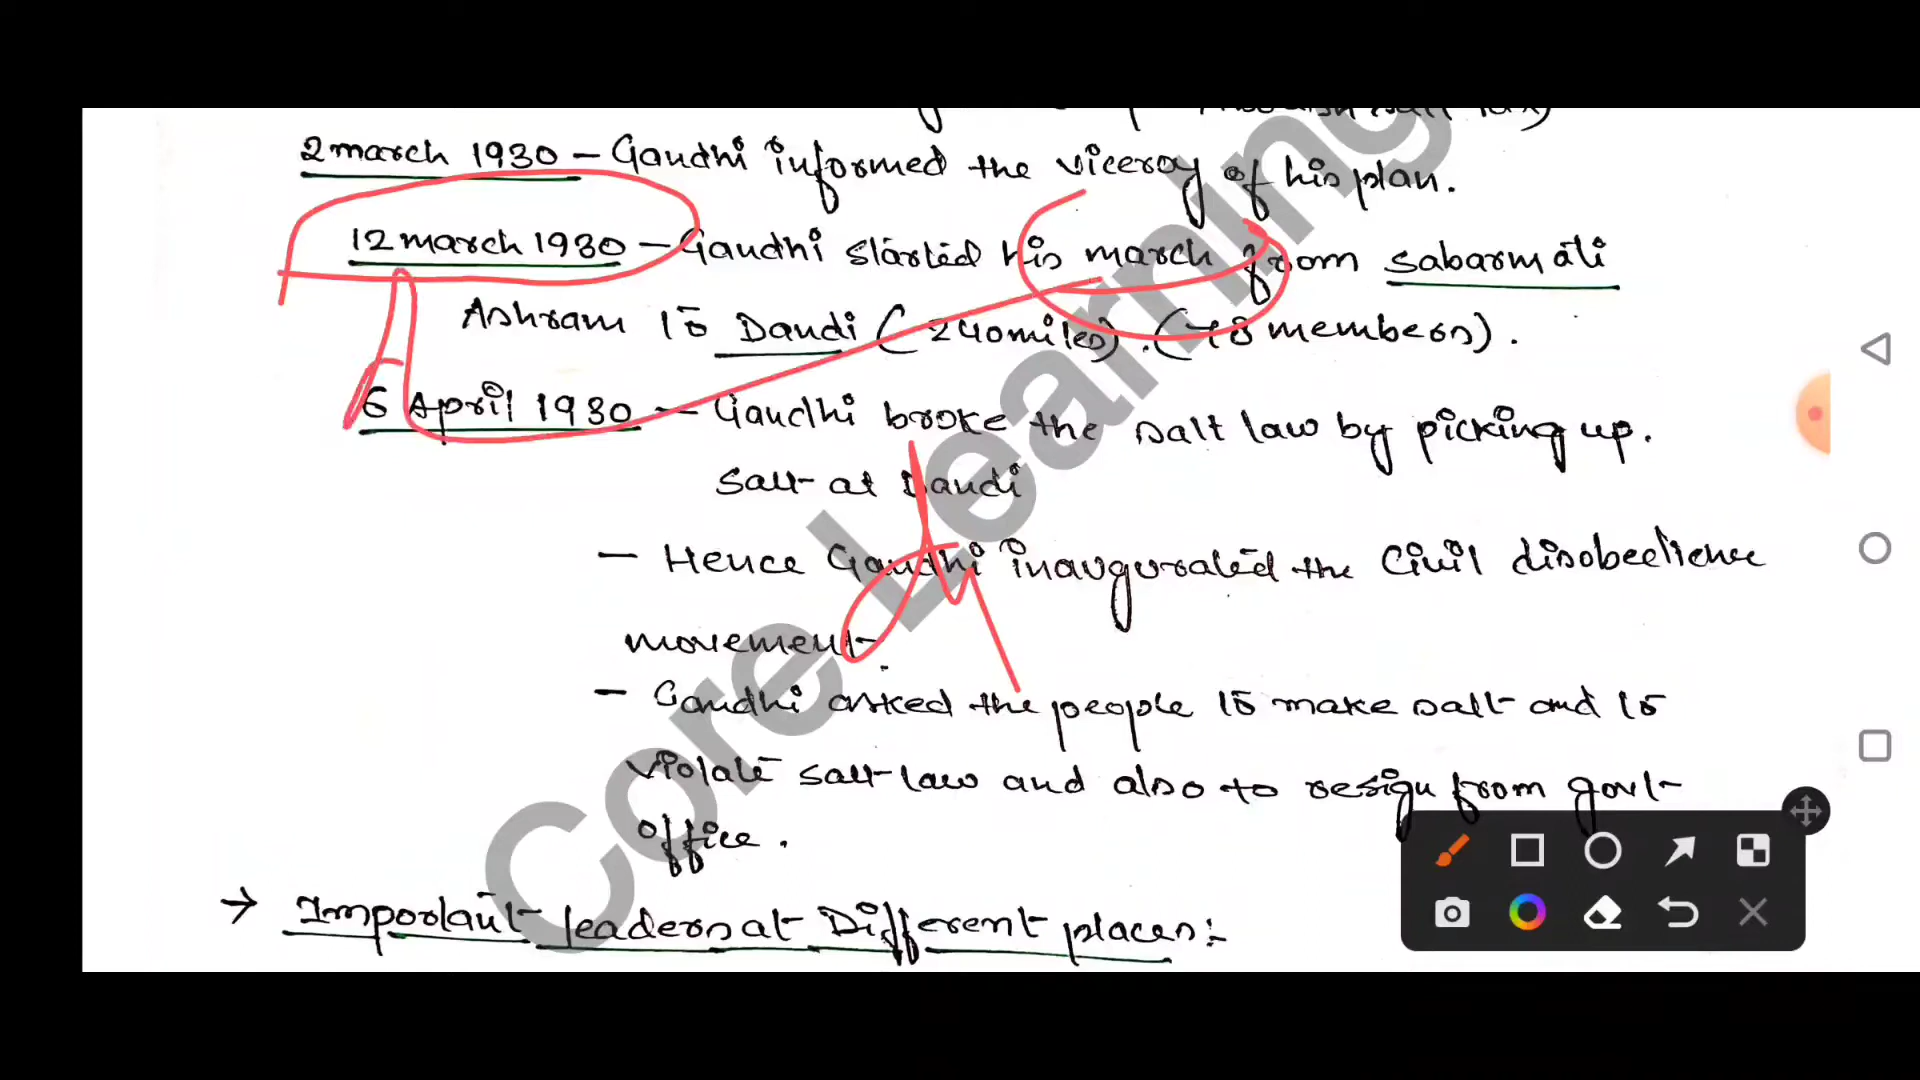 2 march 1930 – Gandhi informed the viceroy of his plan.
12 march 1930 – Gandhi started his march from sabarmati
Ashram to Dandi (240 miles). (78 members).
6 April 1930 – Gandhi broke the salt law by picking up.
Salt at Dandi
– Hence Gandhi inaugurated the Civil disobedience
movement.
– Gandhi asked the people to make salt and to
violate salt law and also to resign from govt
office.
→ Important leaders at Different places:-
Core Learning